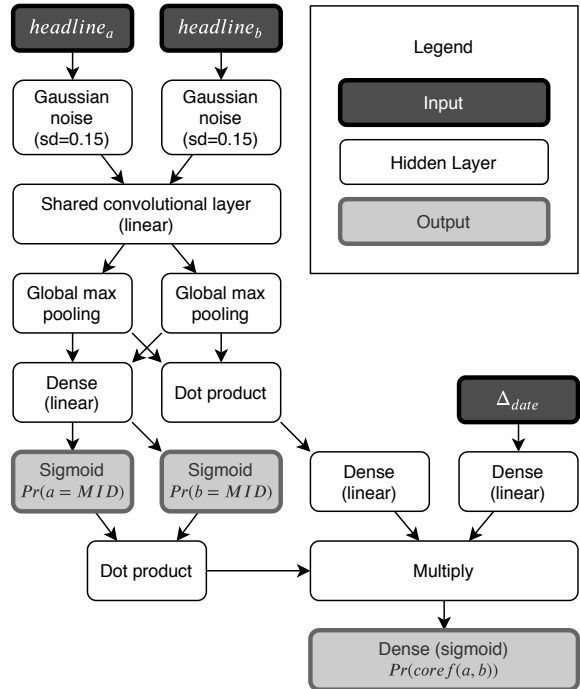 headlineₐ
headline_b
Legend
Input
Gaussian
noise
(sd=0.15)
Gaussian
noise
(sd=0.15)
Hidden Layer
Shared convolutional layer
(linear)
Output
Global max
pooling
Global max
pooling
Dense
(linear)
Dot product
Δ_date
Sigmoid
Pr(a = MID)
Sigmoid
Pr(b = MID)
Dense
(linear)
Dense
(linear)
Dot product
Multiply
Dense (sigmoid)
Pr(coref(a, b))